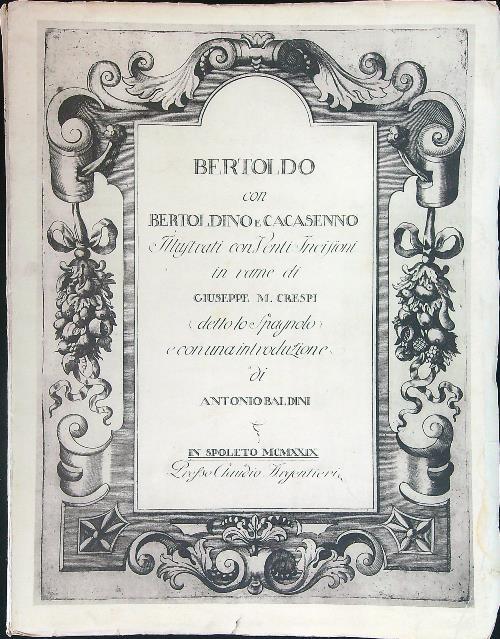 BERTOLDO
con
BERTOLDINO E CACASENNO
Illustrati con Venti Incisioni
in rame di
GIUSEPPE M. CRESPI
detto lo Spagnolo
e con una introduzione
di
ANTONIO BALDINI
IN SPOLETO MCMXXIX
Presso Claudio Argentieri